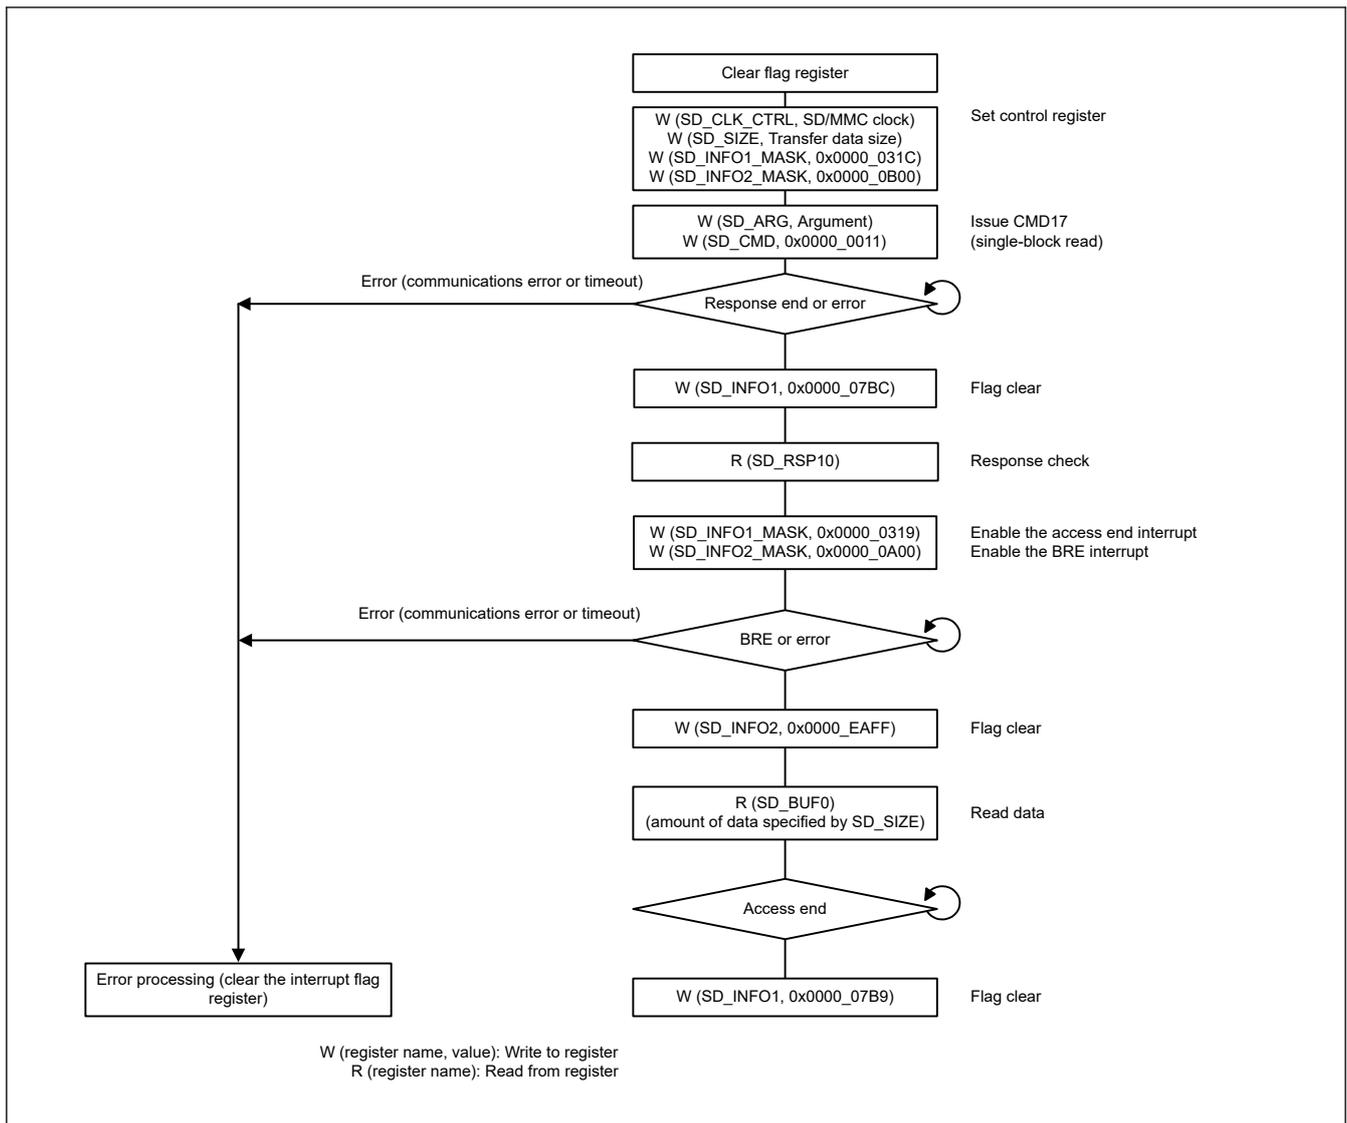 Clear flag register
W (SD_CLK_CTRL, SD/MMC clock)
W (SD_SIZE, Transfer data size)
W (SD_INFO1_MASK, 0x0000_031C)
W (SD_INFO2_MASK, 0x0000_0B00)
Set control register
W (SD_ARG, Argument)
W (SD_CMD, 0x0000_0011)
Issue CMD17
(single-block read)
Error (communications error or timeout)
Response end or error
W (SD_INFO1, 0x0000_07BC)
Flag clear
R (SD_RSP10)
Response check
W (SD_INFO1_MASK, 0x0000_0319)
W (SD_INFO2_MASK, 0x0000_0A00)
Enable the access end interrupt
Enable the BRE interrupt
Error (communications error or timeout)
BRE or error
W (SD_INFO2, 0x0000_EAFF)
Flag clear
R (SD_BUF0)
(amount of data specified by SD_SIZE)
Read data
Access end
Error processing (clear the interrupt flag
register)
W (SD_INFO1, 0x0000_07B9)
Flag clear
W (register name, value): Write to register
R (register name): Read from register